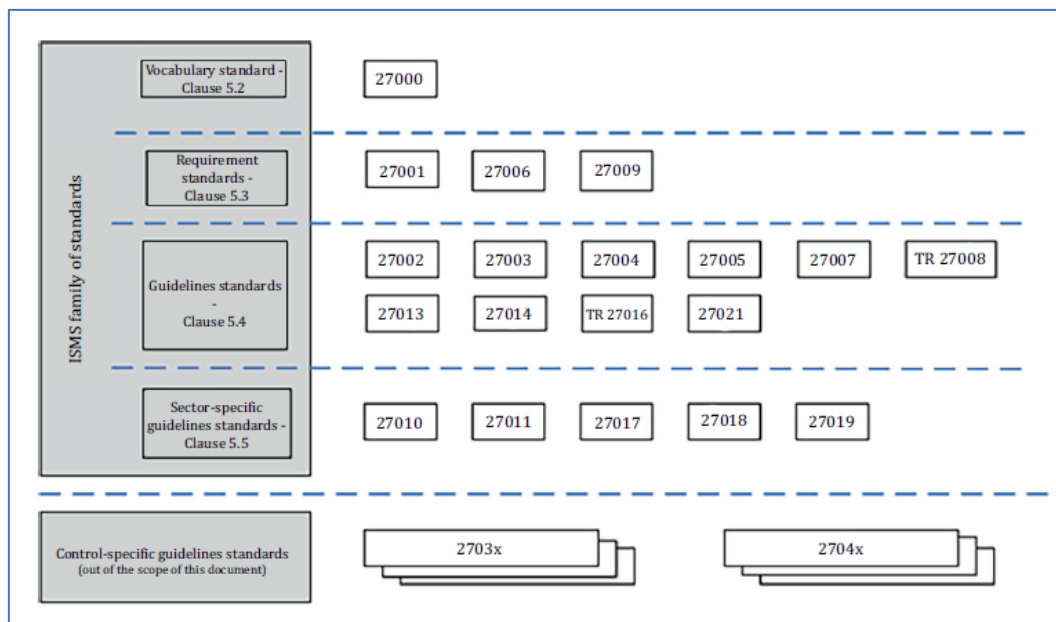 ISMS family of standards
Vocabulary standard -
Clause 5.2
27000
Requirement
standards -
Clause 5.3
27001 27006 27009
Guidelines standards
-
Clause 5.4
27002 27003 27004 27005 27007 TR 27008
27013 27014 TR 27016 27021
Sector-specific
guidelines standards -
Clause 5.5
27010 27011 27017 27018 27019
Control-specific guidelines standards
(out of the scope of this document)
2703x 2704x